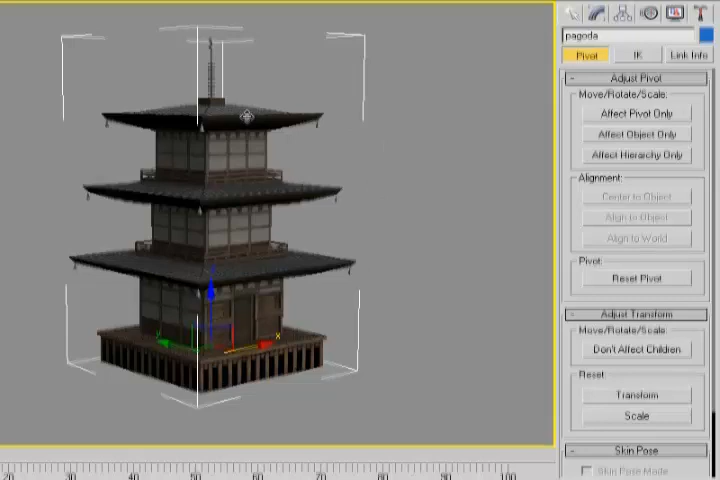 pagoda
Pivot IK Link Info
- Adjust Pivot
Move/Rotate/Scale:
Affect Pivot Only
Affect Object Only
Affect Hierarchy Only
Alignment:
Center to Object
Align to Object
Align to World
Pivot:
Reset Pivot
- Adjust Transform
Move/Rotate/Scale:
Don't Affect Children
Reset:
Transform
Scale
- Skin Pose
Skin Pose Mode
x
20 30 40 50 60 70 80 90 100